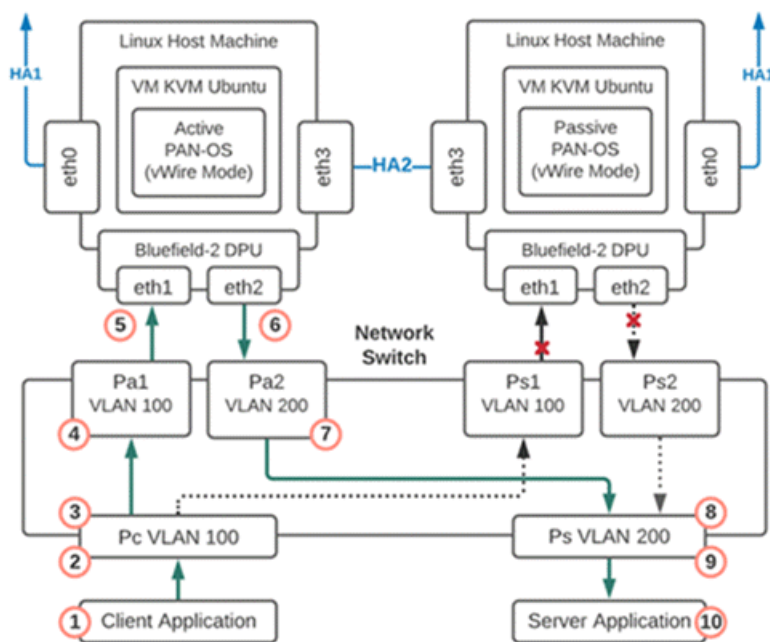 Linux Host Machine
Linux Host Machine
HA1
HA1
VM KVM Ubuntu
VM KVM Ubuntu
Active
PAN-OS
(vWire Mode)
Passive
PAN-OS
(vWire Mode)
eth0
eth3
HA2
eth3
eth0
Bluefield-2 DPU
Bluefield-2 DPU
eth1
eth2
eth1
eth2
5
6
Network
Switch
Pa1
VLAN 100
Pa2
VLAN 200
Ps1
VLAN 100
Ps2
VLAN 200
4
7
3
8
Pc VLAN 100
Ps VLAN 200
2
9
1
Client Application
Server Application
10